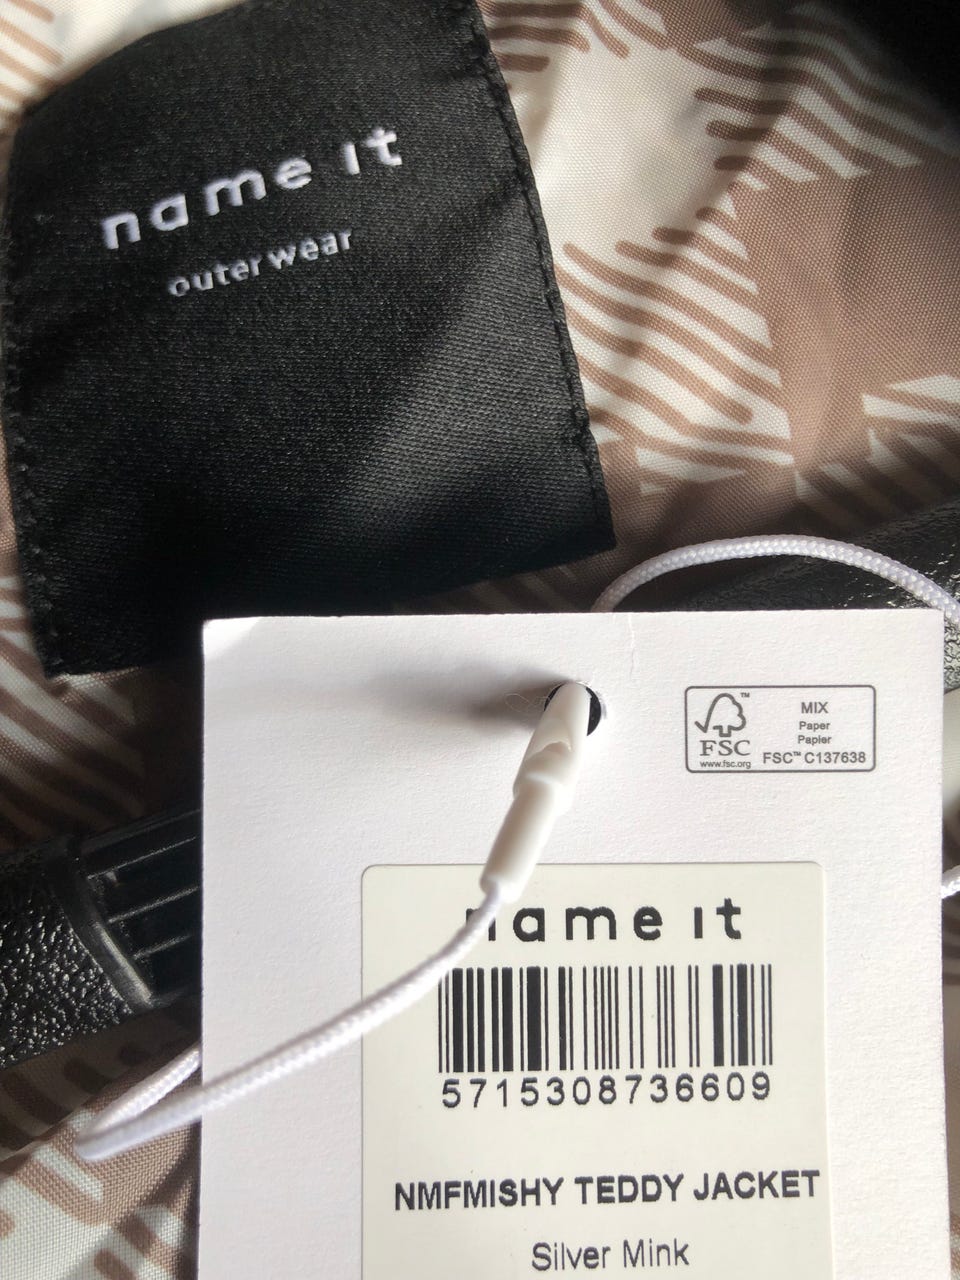 name it
outerwear
FSC™
www.fsc.org
MIX
Paper
Papier
FSC™ C137638
name it
5715308736609
NMFMISHY TEDDY JACKET
Silver Mink